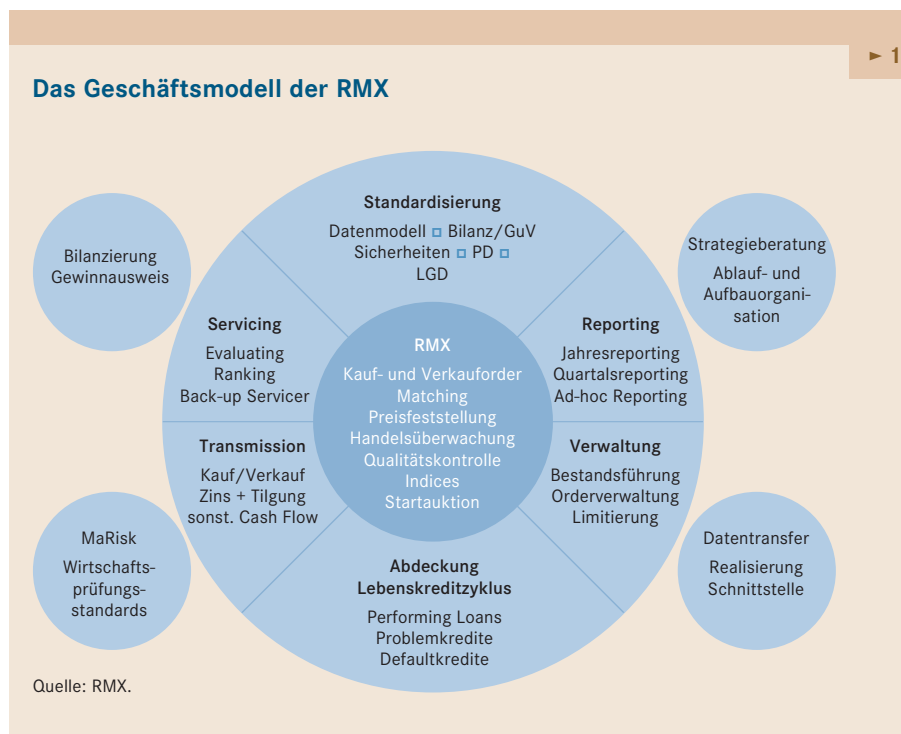 ► 1
Das Geschäftsmodell der RMX
Standardisierung
Datenmodell ▫ Bilanz/GuV
Sicherheiten ▫ PD ▫
LGD
Bilanzierung
Gewinnausweis
Strategieberatung
Ablauf- und
Aufbauorgani-
sation
Servicing
Evaluating
Ranking
Back-up Servicer
RMX
Kauf- und Verkauforder
Matching
Preisfeststellung
Handelsüberwachung
Qualitätskontrolle
Indices
Startauktion
Reporting
Jahresreporting
Quartalsreporting
Ad-hoc Reporting
Transmission
Kauf/Verkauf
Zins + Tilgung
sonst. Cash Flow
Verwaltung
Bestandsführung
Orderverwaltung
Limitierung
MaRisk
Wirtschafts-
prüfungs-
standards
Abdeckung
Lebenskreditzyklus
Performing Loans
Problemkredite
Defaultkredite
Datentransfer
Realisierung
Schnittstelle
Quelle: RMX.